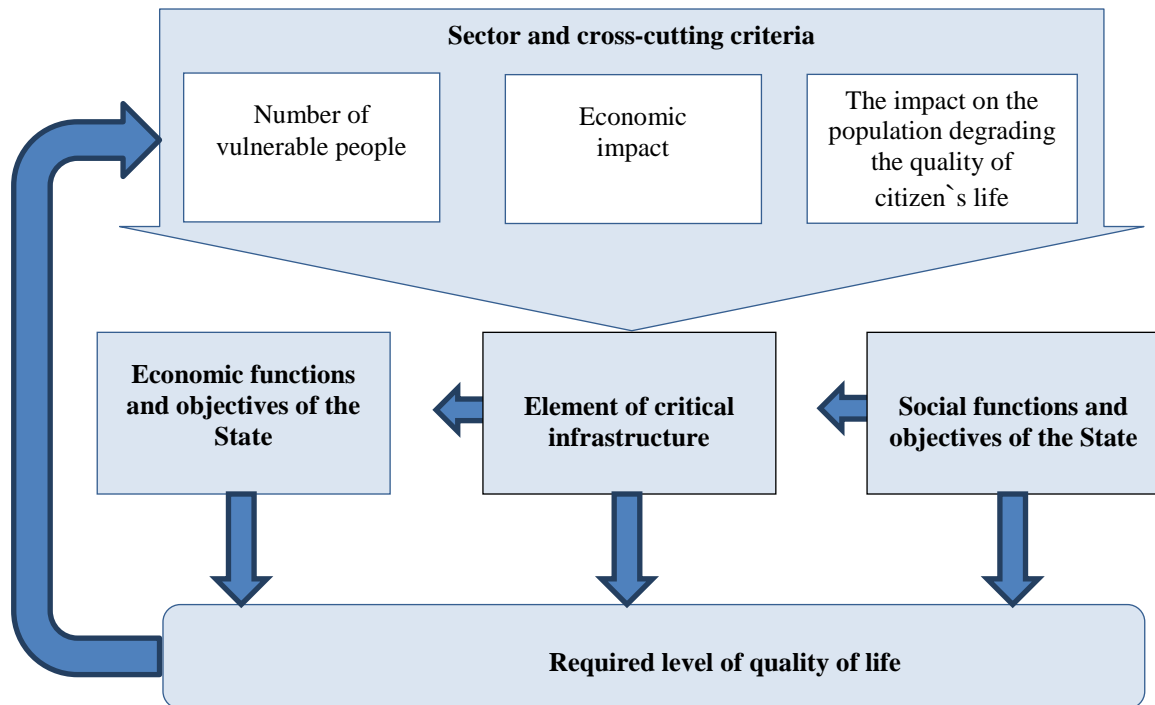 Sector and cross-cutting criteria
Number of
vulnerable people
Economic
impact
The impact on the
population degrading
the quality of
citizen`s life
Economic functions
and objectives of the
State
Element of critical
infrastructure
Social functions and
objectives of the State
Required level of quality of life